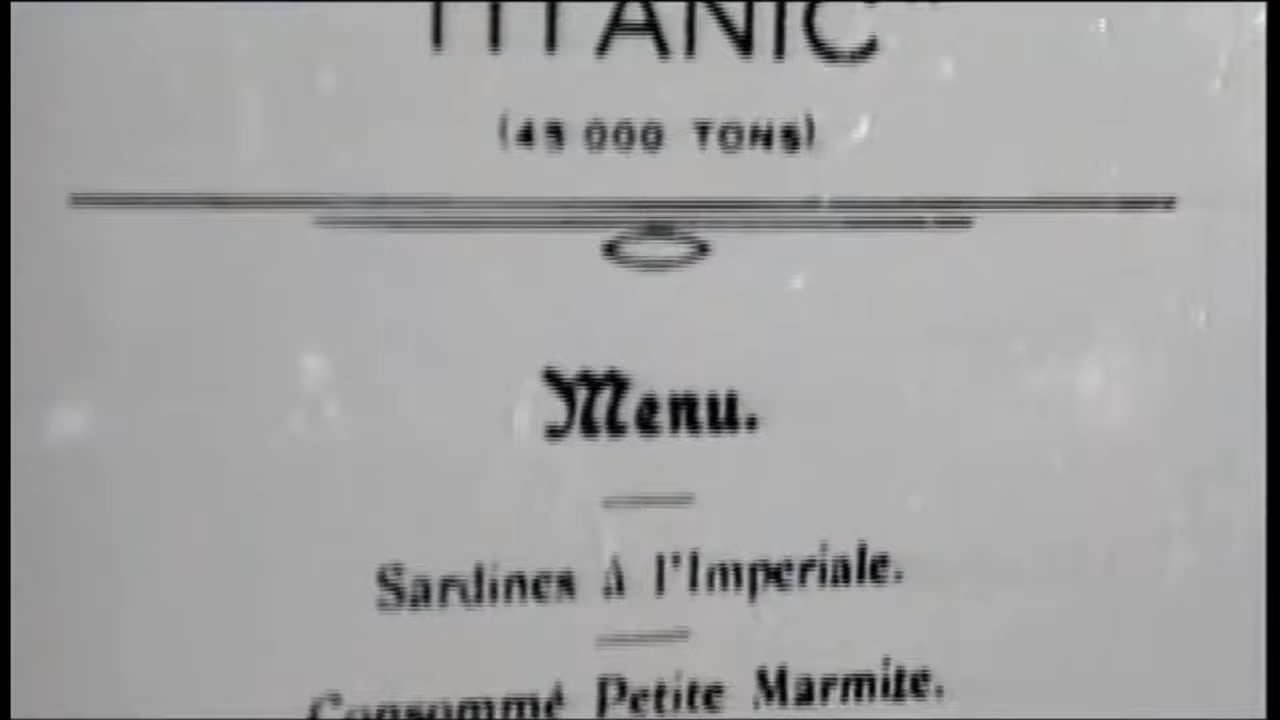 TITANIC"
(45 000 TONS)
Menu.
Sardines à l'Imperiale.
Consommé Petite Marmite.